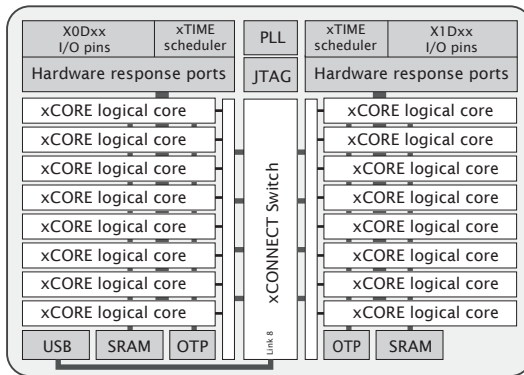 X0Dxx
I/O pins
xTIME
scheduler
PLL
xTIME
scheduler
X1Dxx
I/O pins
Hardware response ports
JTAG
Hardware response ports
xCORE logical core
xCORE logical core
xCORE logical core
xCORE logical core
xCORE logical core
xCORE logical core
xCORE logical core
xCORE logical core
xCONNECT Switch
Link 8
xCORE logical core
xCORE logical core
xCORE logical core
xCORE logical core
xCORE logical core
xCORE logical core
xCORE logical core
xCORE logical core
USB
SRAM
OTP
OTP
SRAM